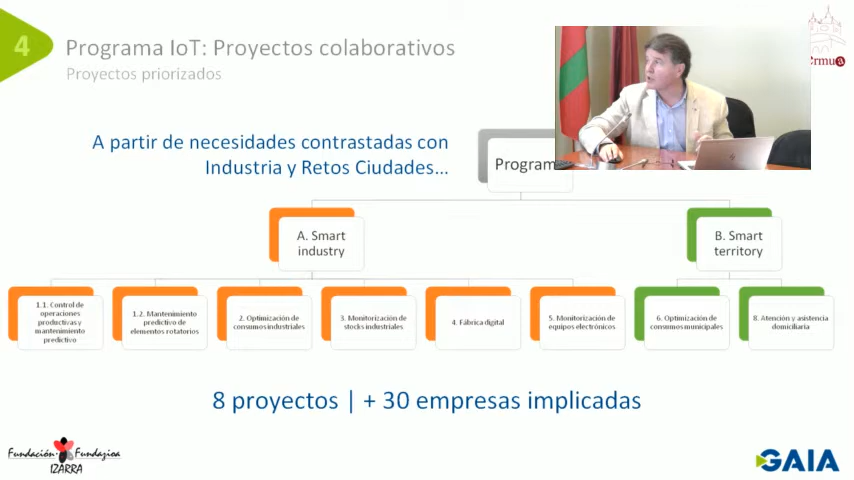 4
Programa IoT: Proyectos colaborativos
Proyectos priorizados
A partir de necesidades contrastadas con
Industria y Retos Ciudades...
Program
A. Smart
industry
B. Smart
territory
1.1. Control de
operaciones
productivas y
mantenimiento
predictivo
1.2. Mantenimiento
predictivo de
elementos rotatorios
2. Optimización de
consumos industriales
3. Monitorización de
stocks industriales
4. Fábrica digital
5. Monitorización de
equipos electrónicos
6. Optimización de
consumos municipales
8. Atención y asistencia
domiciliaria
8 proyectos | + 30 empresas implicadas
Fundación Fundazioa
IZARRA
GAIA
rmua